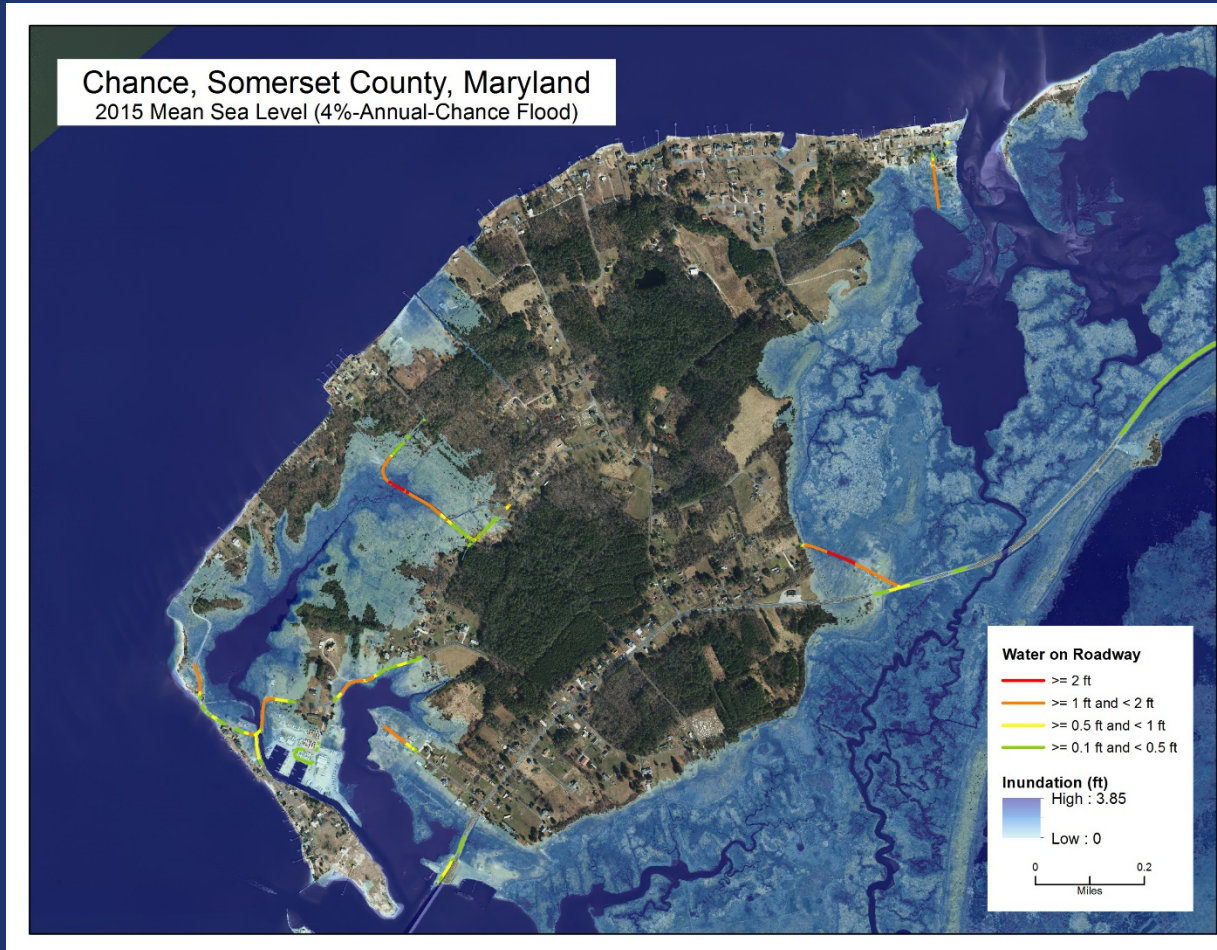 Chance, Somerset County, Maryland
2015 Mean Sea Level (4%-Annual-Chance Flood)
Water on Roadway
>= 2 ft
>= 1 ft and < 2 ft
>= 0.5 ft and < 1 ft
>= 0.1 ft and < 0.5 ft
Inundation (ft)
High : 3.85
Low : 0
0 0.2
Miles